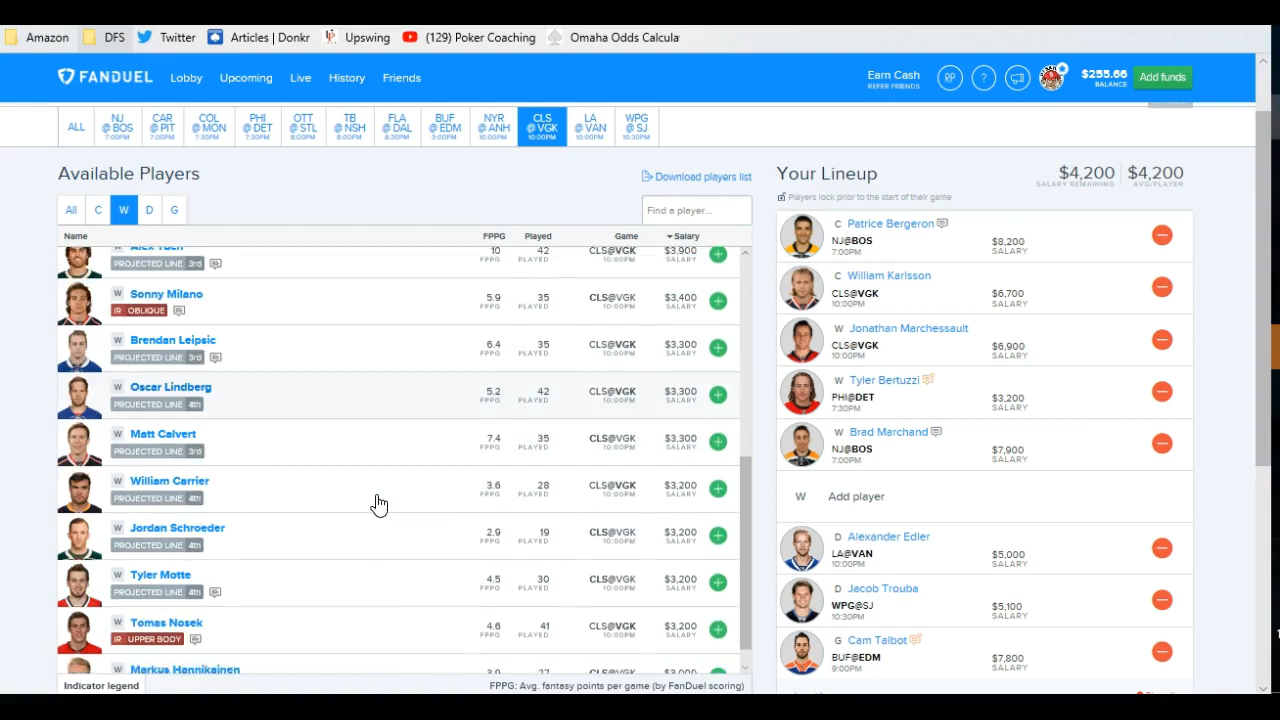 Amazon DFS Twitter Articles | Donkr Upswing (129) Poker Coaching Omaha Odds Calcula
FANDUEL Lobby Upcoming Live History Friends Earn Cash REFER FRIENDS RP ? $255.66 BALANCE Add funds
ALL
NJ @ BOS 7:00PM
CAR @ PIT 7:00PM
COL @ MON 7:30PM
PHI @ DET 7:30PM
OTT @ STL 8:00PM
TB @ NSH 8:00PM
FLA @ DAL 8:30PM
BUF @ EDM 9:00PM
NYR @ ANH 10:00PM
CLS @ VGK 10:00PM
LA @ VAN 10:00PM
WPG @ SJ 10:30PM
Available Players
Download players list
All C W D G
Find a player...
Name FPPG Played Game Salary
Alex Tuch 10 42 CLS@VGK $3,900
PROJECTED LINE 3rd FPPG PLAYED 10:00PM SALARY
W Sonny Milano 5.9 35 CLS@VGK $3,400
IR OBLIQUE FPPG PLAYED 10:00PM SALARY
W Brendan Leipsic 6.4 35 CLS@VGK $3,300
PROJECTED LINE 3rd FPPG PLAYED 10:00PM SALARY
W Oscar Lindberg 5.2 42 CLS@VGK $3,300
PROJECTED LINE 4th FPPG PLAYED 10:00PM SALARY
W Matt Calvert 7.4 35 CLS@VGK $3,300
PROJECTED LINE 3rd FPPG PLAYED 10:00PM SALARY
W William Carrier 3.6 28 CLS@VGK $3,200
PROJECTED LINE 4th FPPG PLAYED 10:00PM SALARY
W Jordan Schroeder 2.9 19 CLS@VGK $3,200
PROJECTED LINE 4th FPPG PLAYED 10:00PM SALARY
W Tyler Motte 4.5 30 CLS@VGK $3,200
PROJECTED LINE 4th FPPG PLAYED 10:00PM SALARY
W Tomas Nosek 4.6 41 CLS@VGK $3,200
IR UPPER BODY FPPG PLAYED 10:00PM SALARY
W Markus Hannikainen
Indicator legend FPPG: Avg. fantasy points per game (by FanDuel scoring)
Your Lineup
$4,200 $4,200
SALARY REMAINING AVG/PLAYER
Players lock prior to the start of their game
C Patrice Bergeron
NJ@BOS $8,200
7:00PM SALARY
C William Karlsson
CLS@VGK $6,700
10:00PM SALARY
W Jonathan Marchessault
CLS@VGK $6,900
10:00PM SALARY
W Tyler Bertuzzi
PHI@DET $3,200
7:30PM SALARY
W Brad Marchand
NJ@BOS $7,900
7:00PM SALARY
W Add player
D Alexander Edler
LA@VAN $5,000
10:00PM SALARY
D Jacob Trouba
WPG@SJ $5,100
10:30PM SALARY
G Cam Talbot
BUF@EDM $7,800
9:00PM SALARY